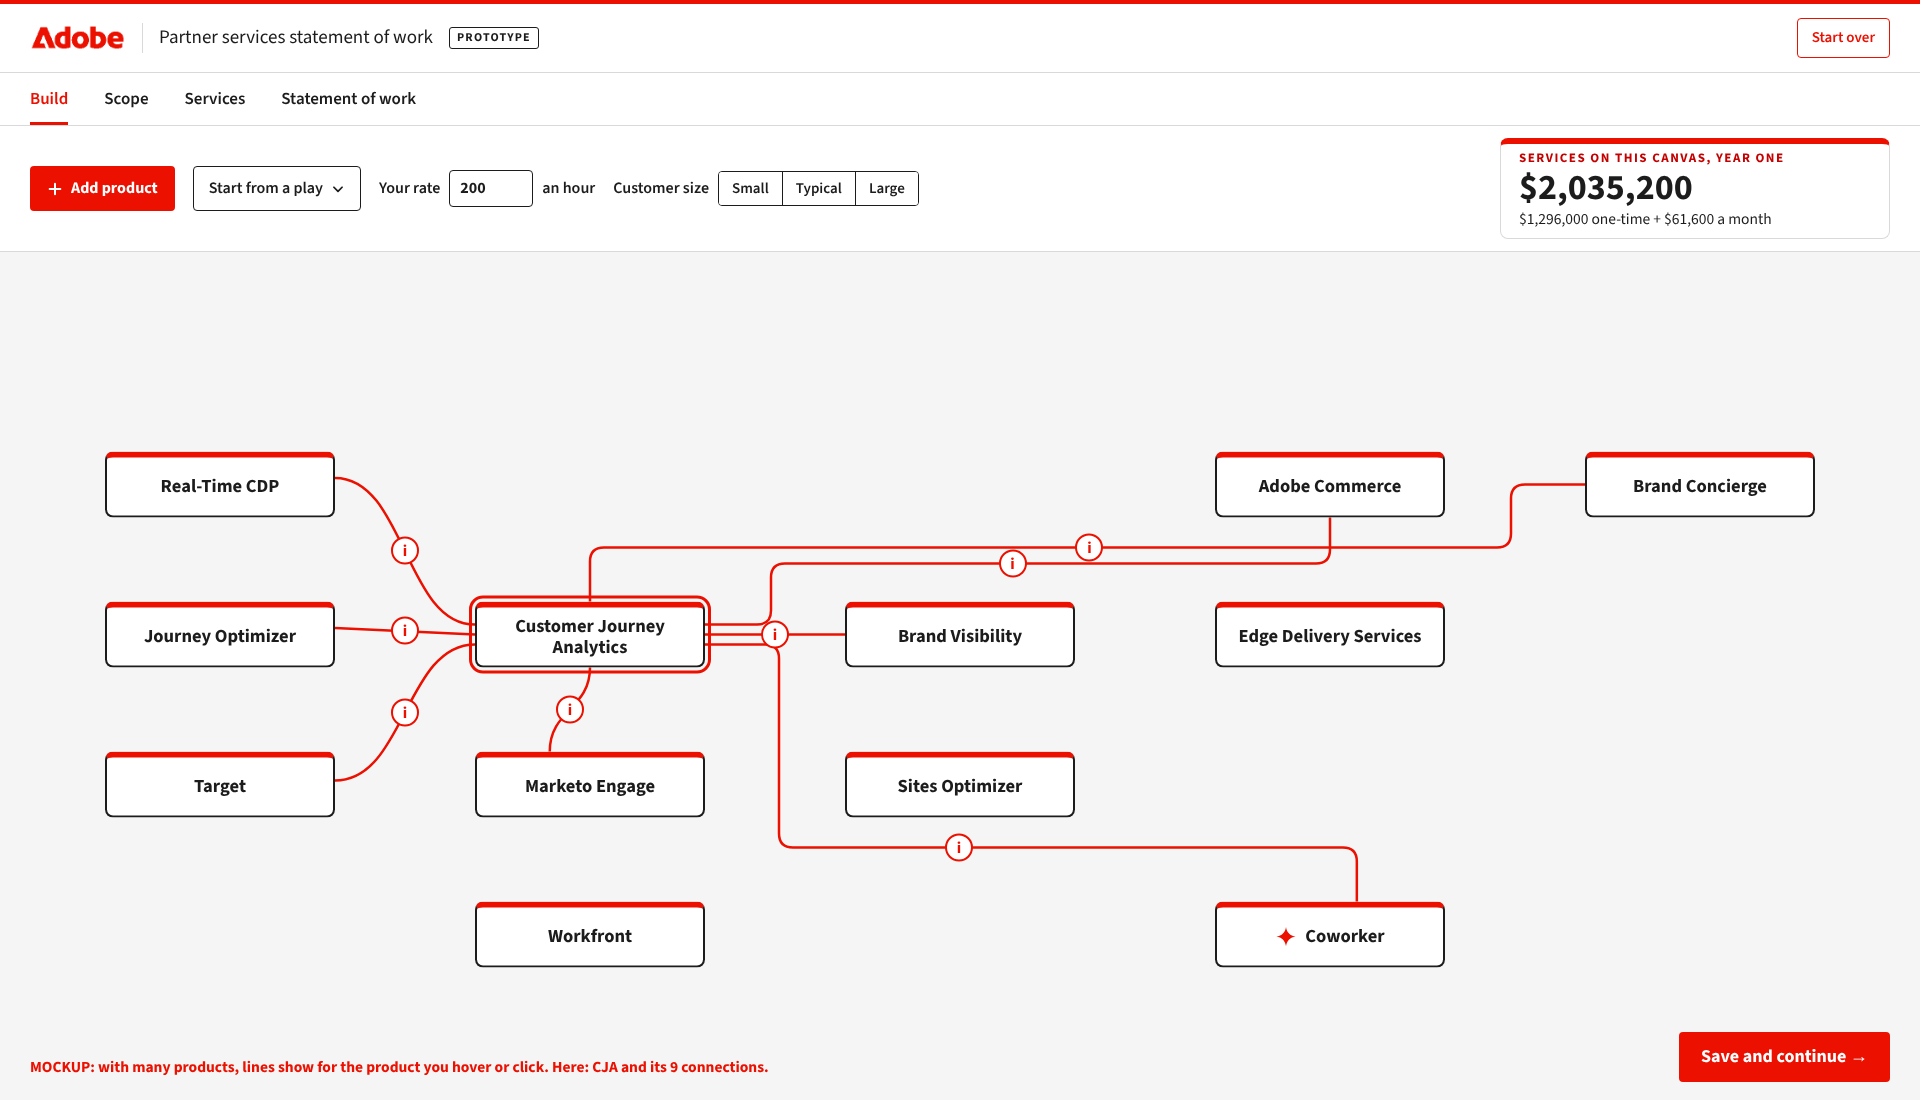 Adobe
Partner services statement of work
PROTOTYPE
Start over
Build
Scope
Services
Statement of work
+ Add product
Start from a play
Your rate
200
an hour
Customer size
Small
Typical
Large
SERVICES ON THIS CANVAS, YEAR ONE
$2,035,200
$1,296,000 one-time + $61,600 a month
Real-Time CDP
Adobe Commerce
Brand Concierge
i
i
i
Journey Optimizer
i
Customer Journey
Analytics
i
Brand Visibility
Edge Delivery Services
i
i
Target
Marketo Engage
Sites Optimizer
i
Workfront
Coworker
MOCKUP: with many products, lines show for the product you hover or click. Here: CJA and its 9 connections.
Save and continue →